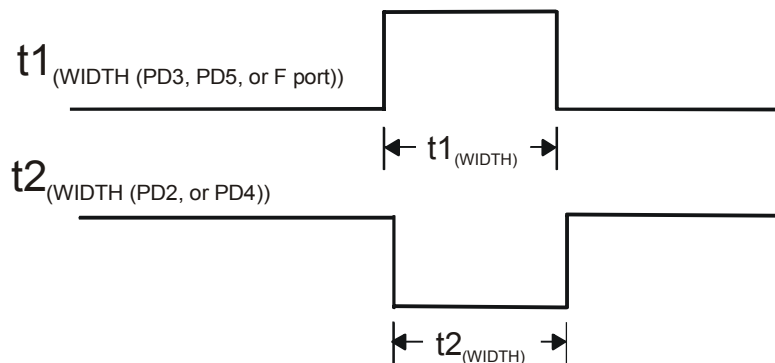 t1(WIDTH (PD3, PD5, or F port))
t1(WIDTH)
t2(WIDTH (PD2, or PD4))
t2(WIDTH)